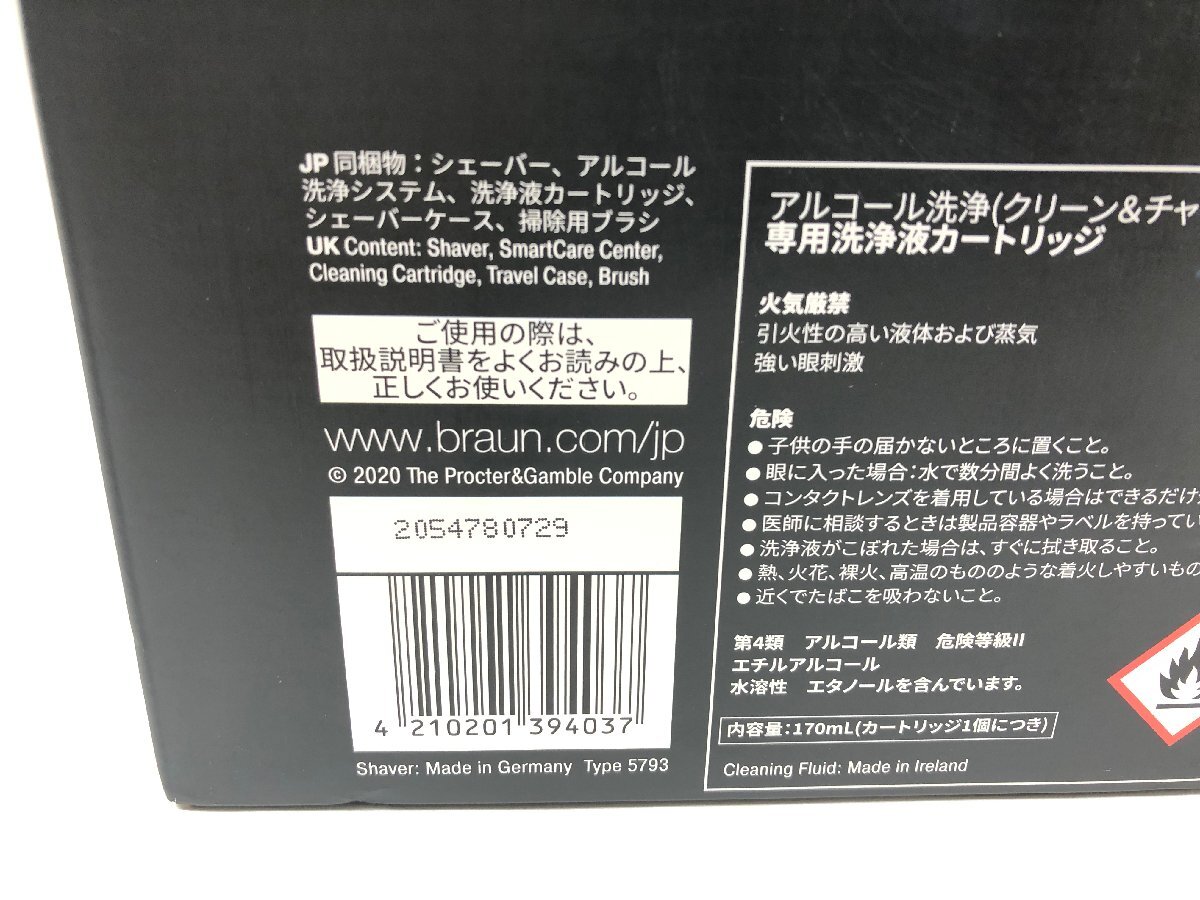 JP 同梱物：シェーバー、アルコール
洗浄システム、洗浄液カートリッジ、
シェーバーケース、掃除用ブラシ
UK Content: Shaver, SmartCare Center,
Cleaning Cartridge, Travel Case, Brush
ご使用の際は、
取扱説明書をよくお読みの上、
正しくお使いください。
www.braun.com/jp
© 2020 The Procter&Gamble Company
2054780729
4 210201 394037
Shaver: Made in Germany Type 5793
アルコール洗浄(クリーン&チャ
専用洗浄液カートリッジ
火気厳禁
引火性の高い液体および蒸気
強い眼刺激
危険
●子供の手の届かないところに置くこと。
●眼に入った場合：水で数分間よく洗うこと。
●コンタクトレンズを着用している場合はできるだけ
●医師に相談するときは製品容器やラベルを持ってい
●洗浄液がこぼれた場合は、すぐに拭き取ること。
●熱、火花、裸火、高温のもののような着火しやすいもの
●近くでたばこを吸わないこと。
第4類 アルコール類 危険等級II
エチルアルコール
水溶性 エタノールを含んでいます。
内容量：170mL(カートリッジ1個につき)
Cleaning Fluid: Made in Ireland